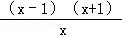 (x-1) (x+1)
x